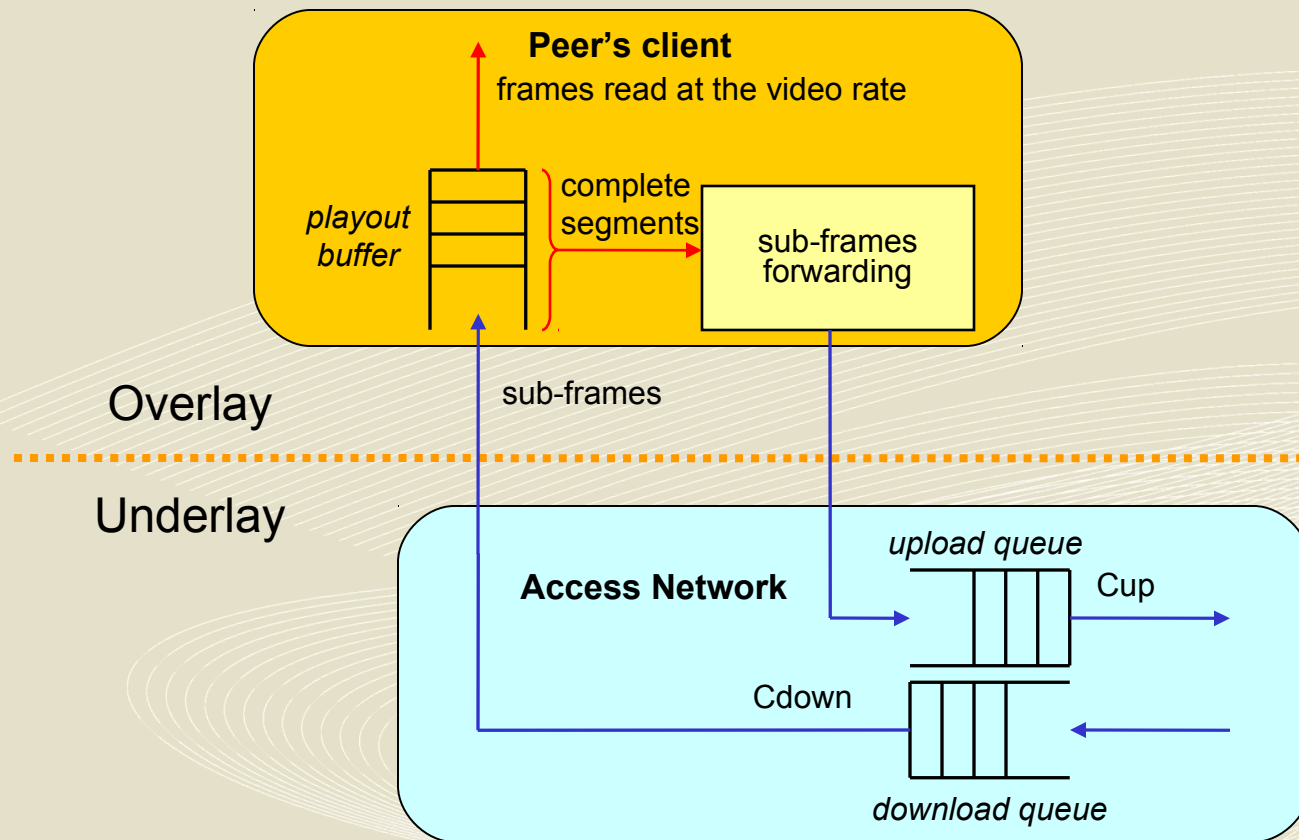 Peer’s client
frames read at the video rate
complete
segments
playout
buffer
sub-frames
forwarding
sub-frames
Overlay
Underlay
upload queue
Access Network
Cup
Cdown
download queue